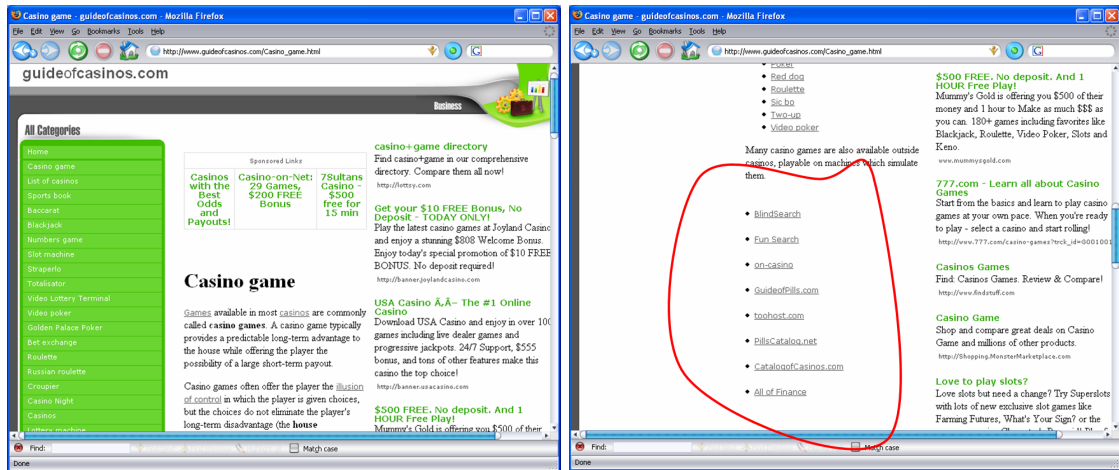 Casino game - guideofcasinos.com - Mozilla Firefox
File Edit View Go Bookmarks Tools Help
http://www.guideofcasinos.com/Casino_game.html
guideofcasinos.com
Business
All Categories
Home
Casino game
List of casinos
Sports book
Baccarat
Blackjack
Numbers game
Slot machine
Straperlo
Totalisator
Video Lottery Terminal
Video poker
Golden Palace Poker
Bet exchange
Roulette
Russian roulette
Croupier
Casino Night
Casinos
Lottery machine
Sponsored Links
Casinos with the Best Odds and Payouts!
Casino-on-Net: 29 Games, $200 FREE Bonus
7Sultans Casino - $500 free for 15 min
Casino game
Games available in most casinos are commonly
called casino games. A casino game typically
provides a predictable long-term advantage to
the house while offering the player the
possibility of a large short-term payout.
Casino games often offer the player the illusion
of control in which the player is given choices,
but the choices do not eliminate the player's
long-term disadvantage (the house
casino+game directory
Find casino+game in our comprehensive
directory. Compare them all now!
http://lottsy.com
Get your $10 FREE Bonus, No
Deposit - TODAY ONLY!
Play the latest casino games at Joyland Casino
and enjoy a stunning $808 Welcome Bonus.
Enjoy today's special promotion of $10 FREE
BONUS. No deposit required!
http://banner.joylandcasino.com
USA Casino Ã,Â– The #1 Online
Casino
Download USA Casino and enjoy in over 100
games including live dealer games and
progressive jackpots. 24/7 Support, $555
bonus, and tons of other features make this
casino the top choice!
http://banner.usacasino.com
$500 FREE. No deposit. And 1
HOUR Free Play!
Mummy's Gold is offering you $500 of their
Find:
Match case
Done
Casino game - guideofcasinos.com - Mozilla Firefox
File Edit View Go Bookmarks Tools Help
http://www.guideofcasinos.com/Casino_game.html
Poker
Red dog
Roulette
Sic bo
Two-up
Video poker
Many casino games are also available outside
casinos, playable on machines which simulate
them.
BlindSearch
Fun Search
on-casino
GuideofPills.com
toohost.com
PillsCatalog.net
CatalogofCasinos.com
All of Finance
$500 FREE. No deposit. And 1
HOUR Free Play!
Mummy's Gold is offering you $500 of their
money and 1 hour to Make as much $$$ as
you can. 180+ games including favorites like
Blackjack, Roulette, Video Poker, Slots and
Keno.
www.mummysgold.com
777.com - Learn all about Casino
Games
Start from the basics and learn to play casino
games at your own pace. When you're ready
to play - select a casino and start rolling!
http://www.777.com/casino-games?trck_id=0001001
Casinos Games
Find: Casinos Games. Review & Compare!
http://www.findstuff.com
Casino Game
Shop and compare great deals on Casino
Game and millions of other products.
http://Shopping.MonsterMarketplace.com
Love to play slots?
Love slots but need a change? Try Superslots
with lots of new exclusive slot games like
Farming Futures, What's Your Sign? or the
Find:
Match case
Done